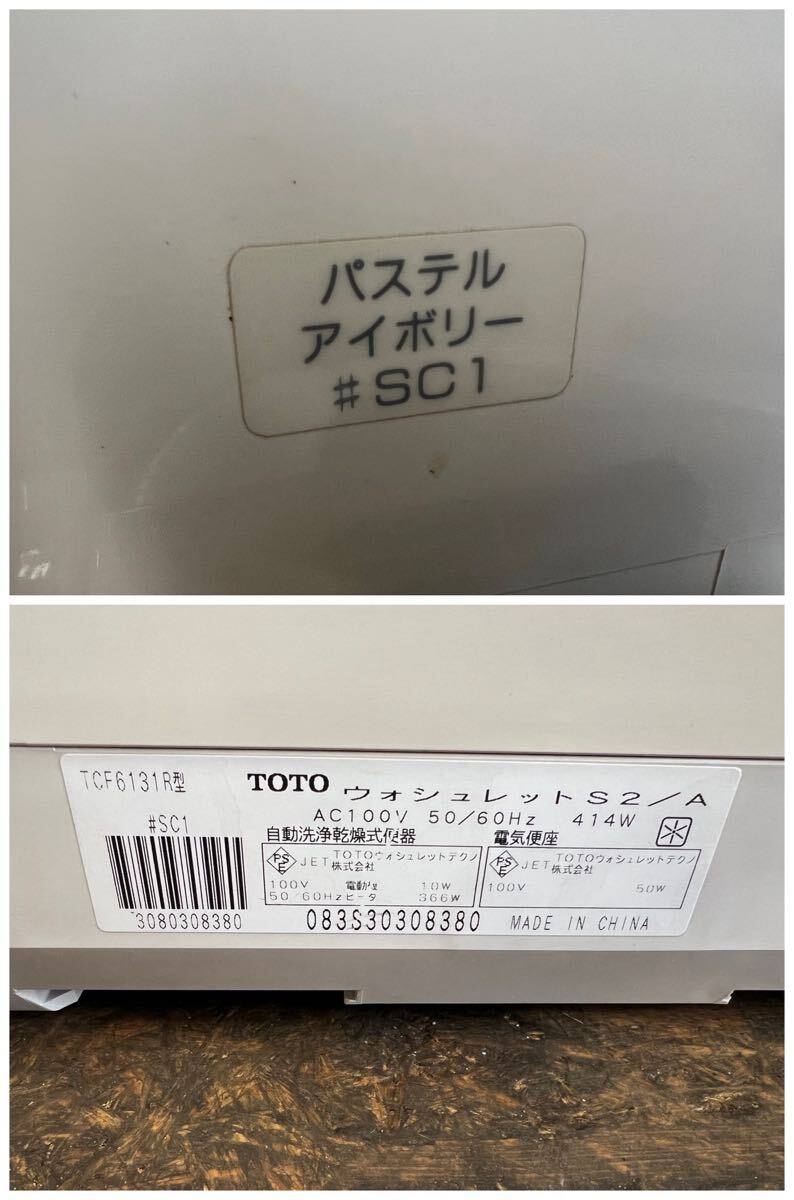 パステル
アイボリー
#SC1
TCF6131R型
TOTO ウォシュレットS2/A
#SC1
AC100V 50/60Hz 414W
自動洗浄乾燥式便器
電気便座
PS
E
JET
TOTOウォシュレットテクノ
株式会社
100V 電動機 10W
50/60Hzヒータ 366W
PS
E
JET
TOTOウォシュレットテクノ
株式会社
100V 50W
3080308380
083S30308380
MADE IN CHINA